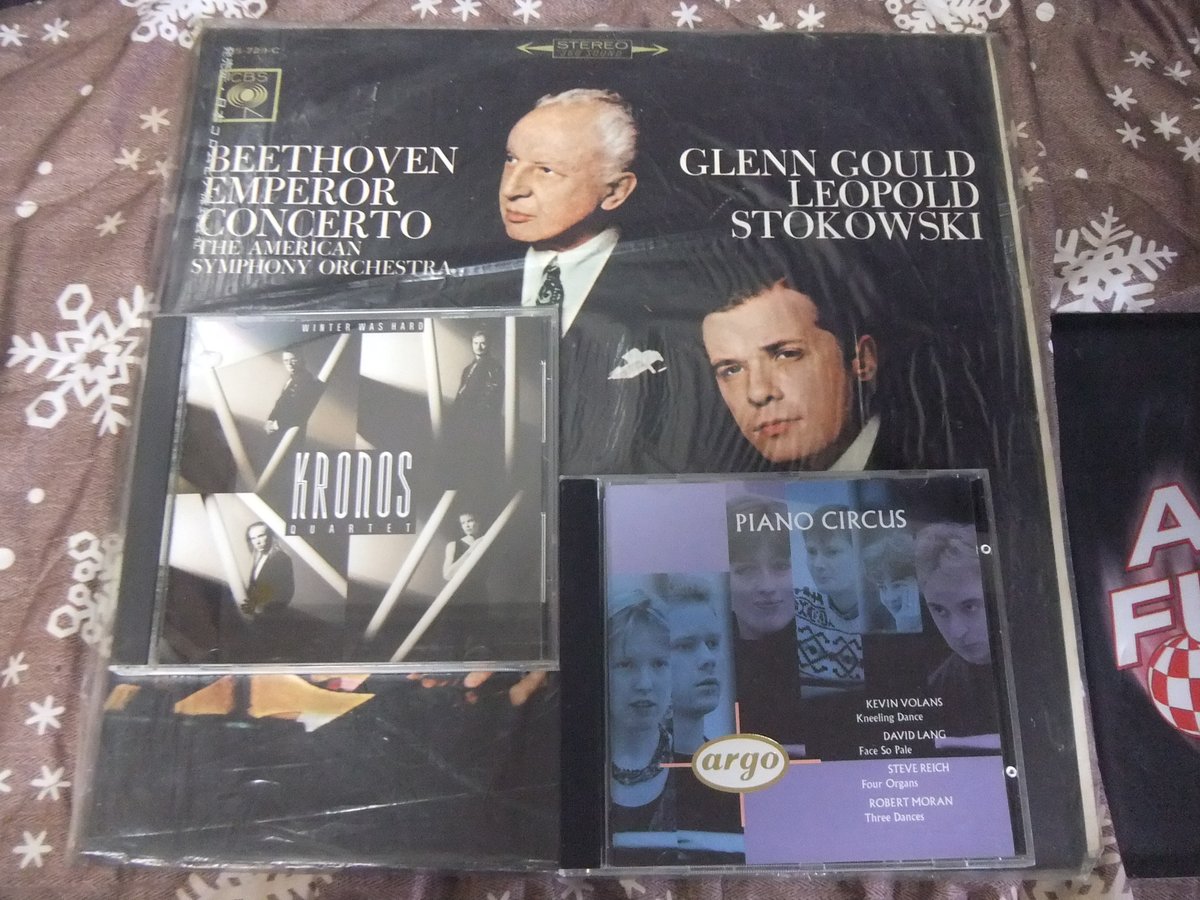 STEREO
CBS
BEETHOVEN
EMPEROR
CONCERTO
THE AMERICAN
SYMPHONY ORCHESTRA
GLENN GOULD
LEOPOLD
STOKOWSKI
WINTER WAS HARD
KRONOS
QUARTET
PIANO CIRCUS
KEVIN VOLANS
Kneeling Dance
DAVID LANG
Face So Pale
STEVE REICH
Four Organs
ROBERT MORAN
Three Dances
argo